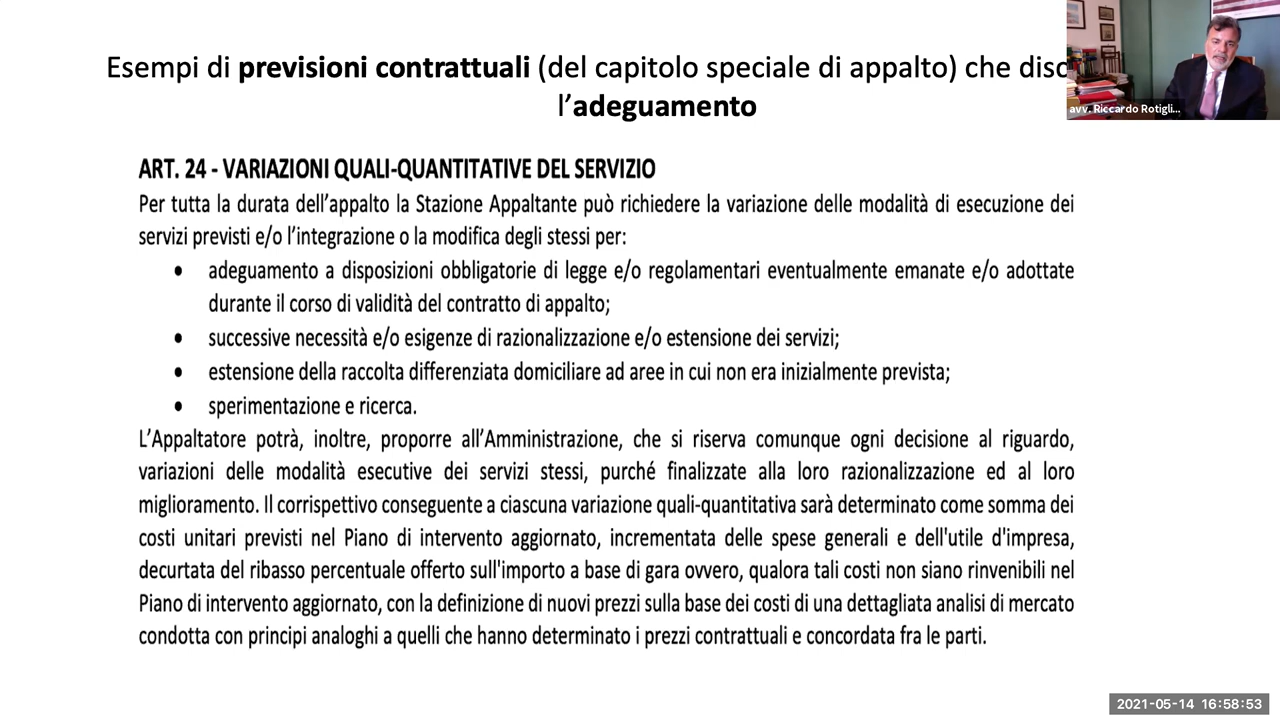 Esempi di previsioni contrattuali (del capitolo speciale di appalto) che
l'adeguamento
avv. Riccardo Rotigli...
ART. 24 - VARIAZIONI QUALI-QUANTITATIVE DEL SERVIZIO
Per tutta la durata dell'appalto la Stazione Appaltante può richiedere la variazione delle modalità di esecuzione dei
servizi previsti e/o l'integrazione o la modifica degli stessi per:
• adeguamento a disposizioni obbligatorie di legge e/o regolamentari eventualmente emanate e/o adottate
durante il corso di validità del contratto di appalto;
• successive necessità e/o esigenze di razionalizzazione e/o estensione dei servizi;
• estensione della raccolta differenziata domiciliare ad aree in cui non era inizialmente prevista;
• sperimentazione e ricerca.
L'Appaltatore potrà, inoltre, proporre all'Amministrazione, che si riserva comunque ogni decisione al riguardo,
variazioni delle modalità esecutive dei servizi stessi, purché finalizzate alla loro razionalizzazione ed al loro
miglioramento. Il corrispettivo conseguente a ciascuna variazione quali-quantitativa sarà determinato come somma dei
costi unitari previsti nel Piano di intervento aggiornato, incrementata delle spese generali e dell'utile d'impresa,
decurtata del ribasso percentuale offerto sull'importo a base di gara ovvero, qualora tali costi non siano rinvenibili nel
Piano di intervento aggiornato, con la definizione di nuovi prezzi sulla base dei costi di una dettagliata analisi di mercato
condotta con principi analoghi a quelli che hanno determinato i prezzi contrattuali e concordata fra le parti.
2021-05-14 16:58:53